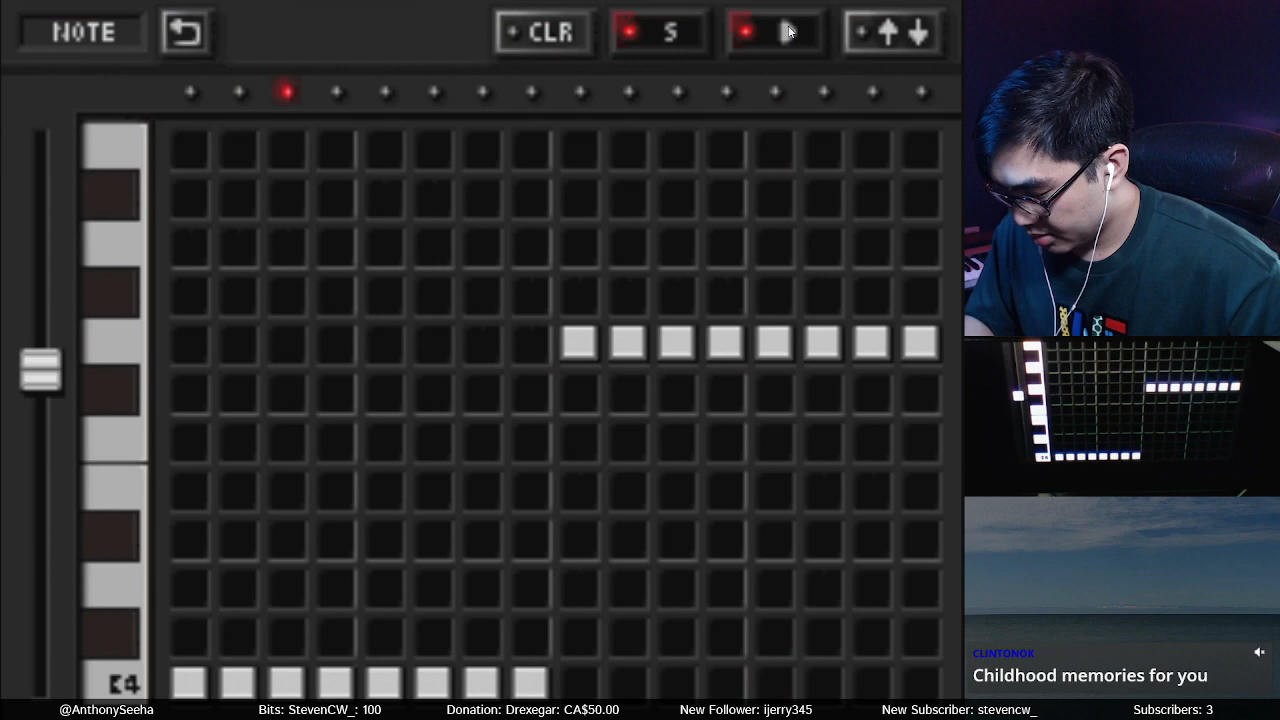 NOTE
CLR
S
C4
CLINTONOK
Childhood memories for you
@AnthonySeeha
Bits: StevenCW_: 100
Donation: Drexegar: CA$50.00
New Follower: ijerry345
New Subscriber: stevencw_
Subscribers: 3